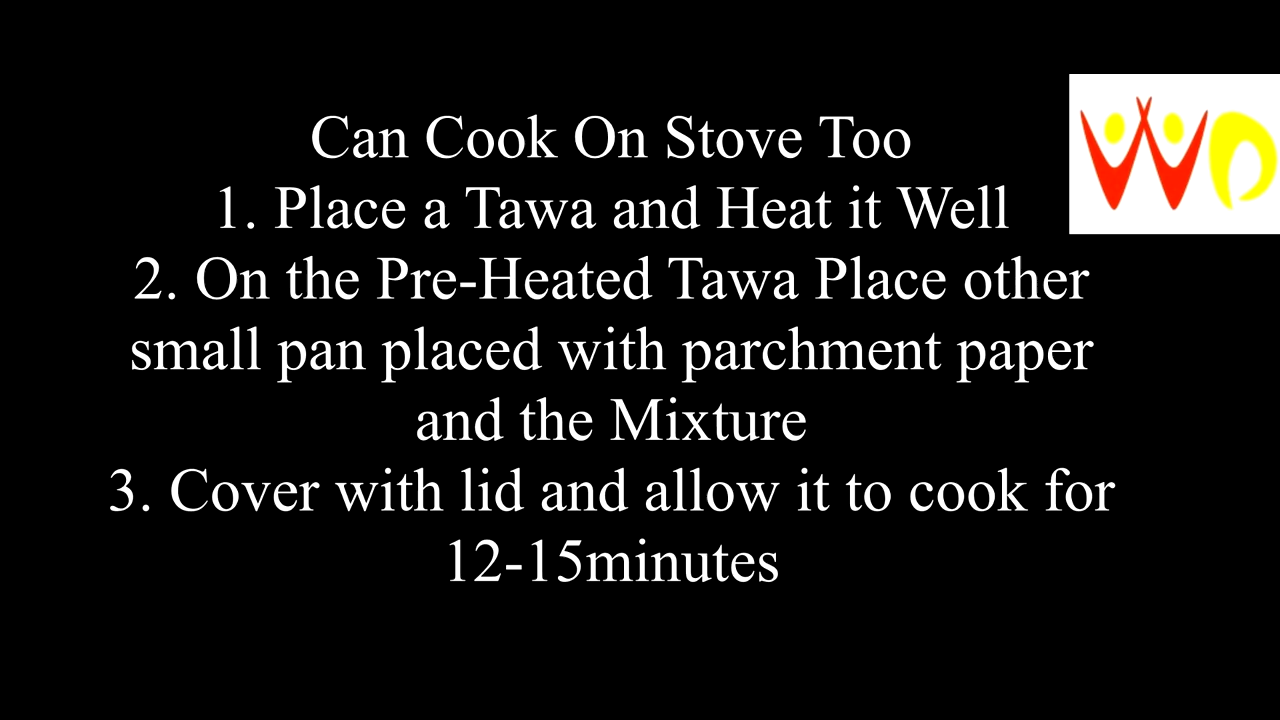 Can Cook On Stove Too
1. Place a Tawa and Heat it Well
2. On the Pre-Heated Tawa Place other
small pan placed with parchment paper
and the Mixture
3. Cover with lid and allow it to cook for
12-15minutes